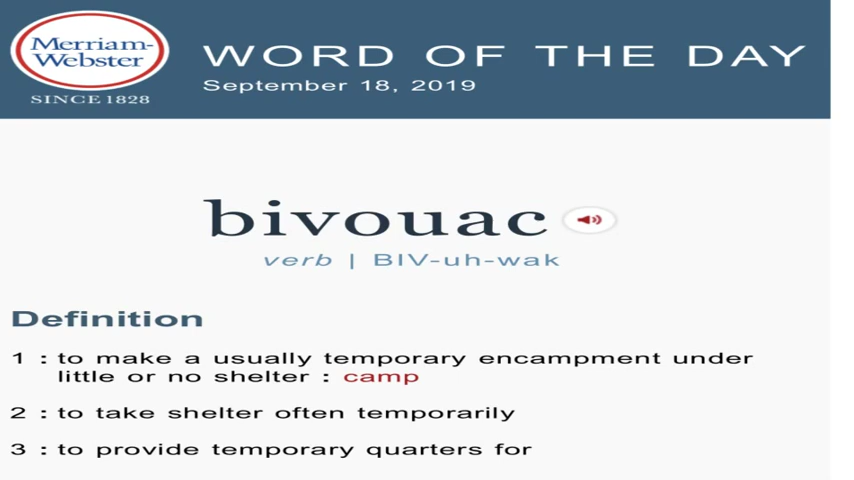 Merriam-
Webster
SINCE 1828
WORD OF THE DAY
September 18, 2019
bivouac
verb | BIV-uh-wak
Definition
1 : to make a usually temporary encampment under
little or no shelter : camp
2 : to take shelter often temporarily
3 : to provide temporary quarters for